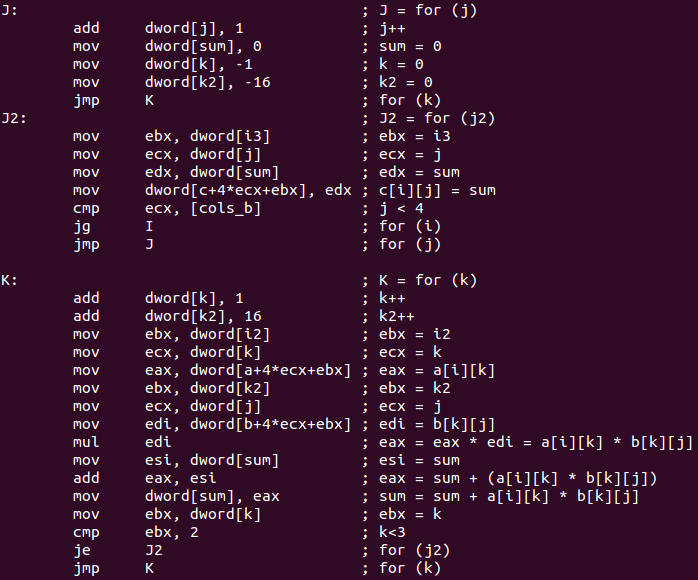 J:                                      ; J = for (j)
        add     dword[j], 1             ; j++
        mov     dword[sum], 0           ; sum = 0
        mov     dword[k], -1            ; k = 0
        mov     dword[k2], -16          ; k2 = 0
        jmp     K                       ; for (k)
J2:                                     ; J2 = for (j2)
        mov     ebx, dword[i3]          ; ebx = i3
        mov     ecx, dword[j]           ; ecx = j
        mov     edx, dword[sum]         ; edx = sum
        mov     dword[c+4*ecx+ebx], edx ; c[i][j] = sum
        cmp     ecx, [cols_b]           ; j < 4
        jg      I                       ; for (i)
        jmp     J                       ; for (j)

K:                                      ; K = for (k)
        add     dword[k], 1             ; k++
        add     dword[k2], 16           ; k2++
        mov     ebx, dword[i2]          ; ebx = i2
        mov     ecx, dword[k]           ; ecx = k
        mov     eax, dword[a+4*ecx+ebx] ; eax = a[i][k]
        mov     ebx, dword[k2]          ; ebx = k2
        mov     ecx, dword[j]           ; ecx = j
        mov     edi, dword[b+4*ecx+ebx] ; edi = b[k][j]
        mul     edi                     ; eax = eax * edi = a[i][k] * b[k][j]
        mov     esi, dword[sum]         ; esi = sum
        add     eax, esi                ; eax = sum + (a[i][k] * b[k][j])
        mov     dword[sum], eax         ; sum = sum + a[i][k] * b[k][j]
        mov     ebx, dword[k]           ; ebx = k
        cmp     ebx, 2                  ; k<3
        je      J2                      ; for (j2)
        jmp     K                       ; for (k)